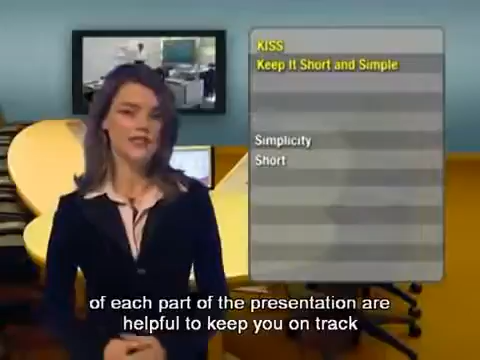 KISS
Keep It Short and Simple
Simplicity
Short
of each part of the presentation are
helpful to keep you on track